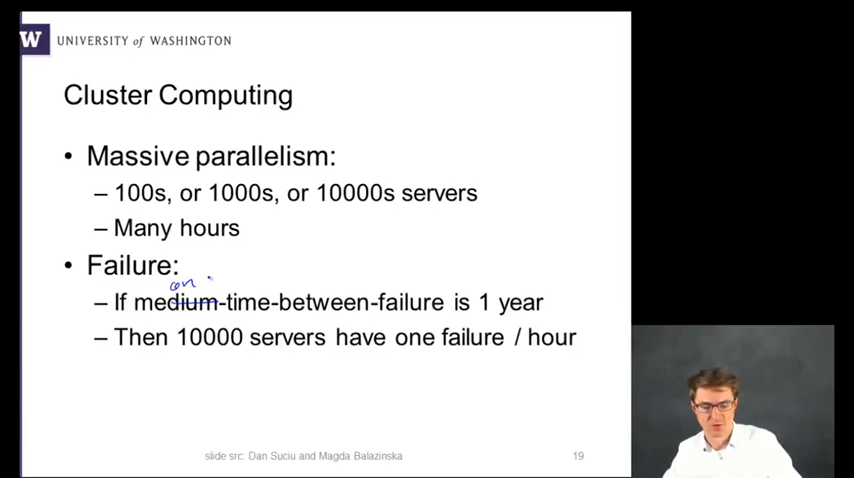 W UNIVERSITY of WASHINGTON
Cluster Computing
• Massive parallelism:
– 100s, or 1000s, or 10000s servers
– Many hours
• Failure:
an
– If medium-time-between-failure is 1 year
– Then 10000 servers have one failure / hour
slide src: Dan Suciu and Magda Balazinska
19